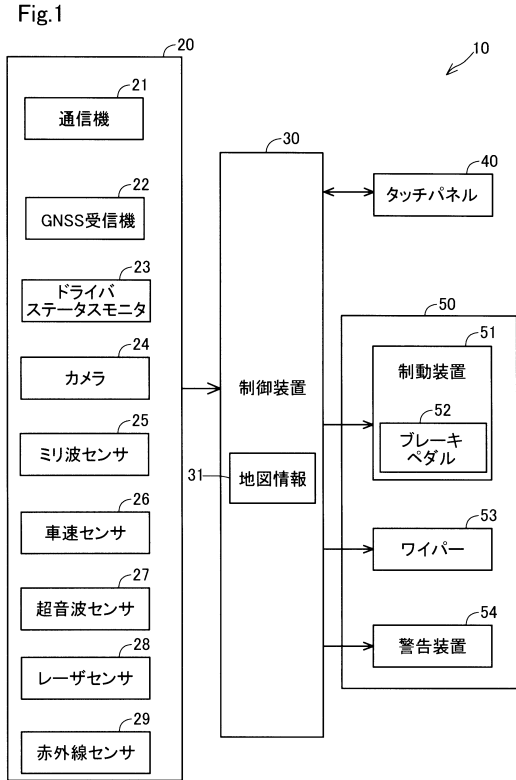 Fig.1
10
20
21
通信機
22
GNSS受信機
23
ドライバ
ステータスモニタ
24
カメラ
25
ミリ波センサ
26
車速センサ
27
超音波センサ
28
レーザセンサ
29
赤外線センサ
30
制御装置
31
地図情報
40
タッチパネル
50
51
制動装置
52
ブレーキ
ペダル
53
ワイパー
54
警告装置